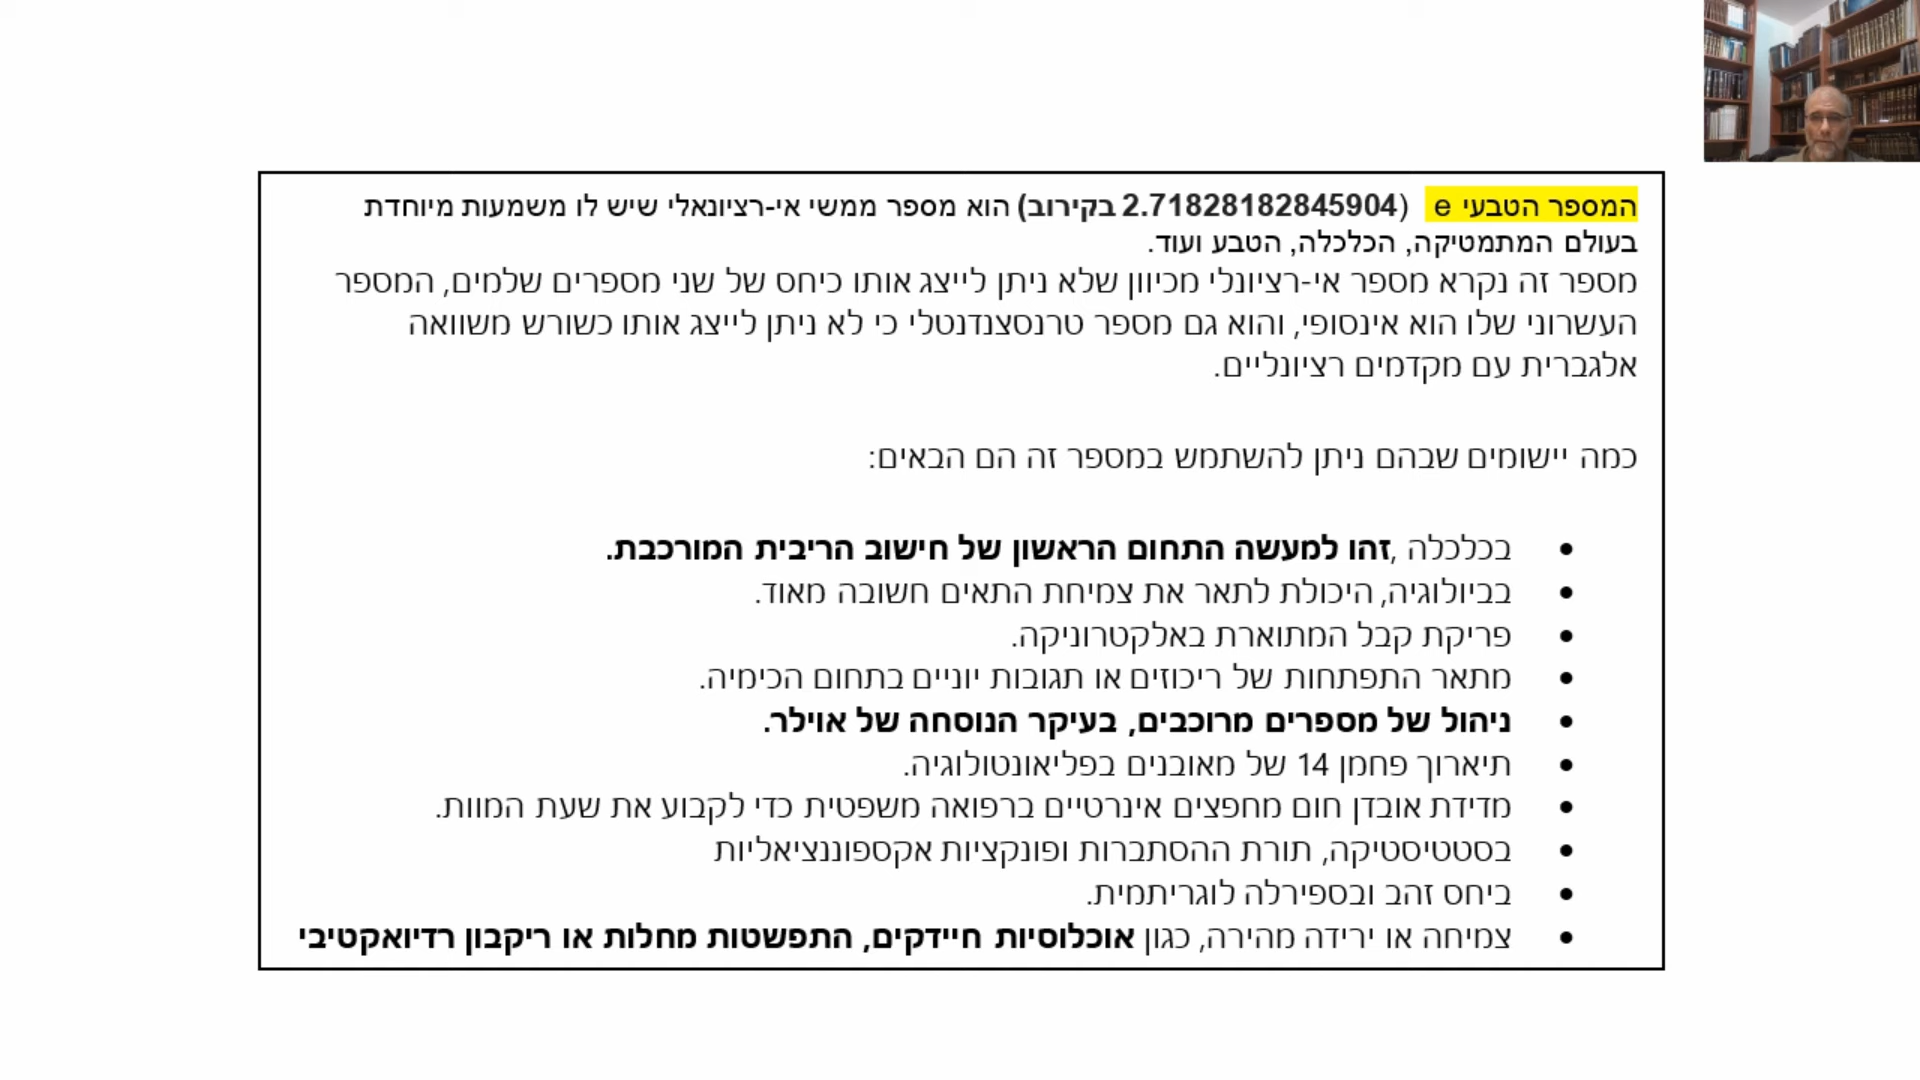 המספר הטבעי e (2.71828182845904 בקירוב) הוא מספר ממשי אי-רציונאלי שיש לו משמעות מיוחדת
בעולם המתמטיקה, הכלכלה, הטבע ועוד.
מספר זה נקרא מספר אי-רציונלי מכיוון שלא ניתן לייצג אותו כיחס של שני מספרים שלמים, המספר
העשרוני שלו הוא אינסופי, והוא גם מספר טרנסצנדנטלי כי לא ניתן לייצג אותו כשורש משוואה
אלגברית עם מקדמים רציונליים.
כמה יישומים שבהם ניתן להשתמש במספר זה הם הבאים:
• בכלכלה ,זהו למעשה התחום הראשון של חישוב הריבית המורכבת.
• בביולוגיה, היכולת לתאר את צמיחת התאים חשובה מאוד.
• פריקת קבל המתוארת באלקטרוניקה.
• מתאר התפתחות של ריכוזים או תגובות יוניים בתחום הכימיה.
• ניהול של מספרים מרוכבים, בעיקר הנוסחה של אוילר.
• תיארוך פחמן 14 של מאובנים בפליאונטולוגיה.
• מדידת אובדן חום מחפצים אינרטיים ברפואה משפטית כדי לקבוע את שעת המוות.
• בסטטיסטיקה, תורת ההסתברות ופונקציות אקספוננציאליות
• ביחס זהב ובספירלה לוגריתמית.
• צמיחה או ירידה מהירה, כגון אוכלוסיות חיידקים, התפשטות מחלות או ריקבון רדיואקטיבי